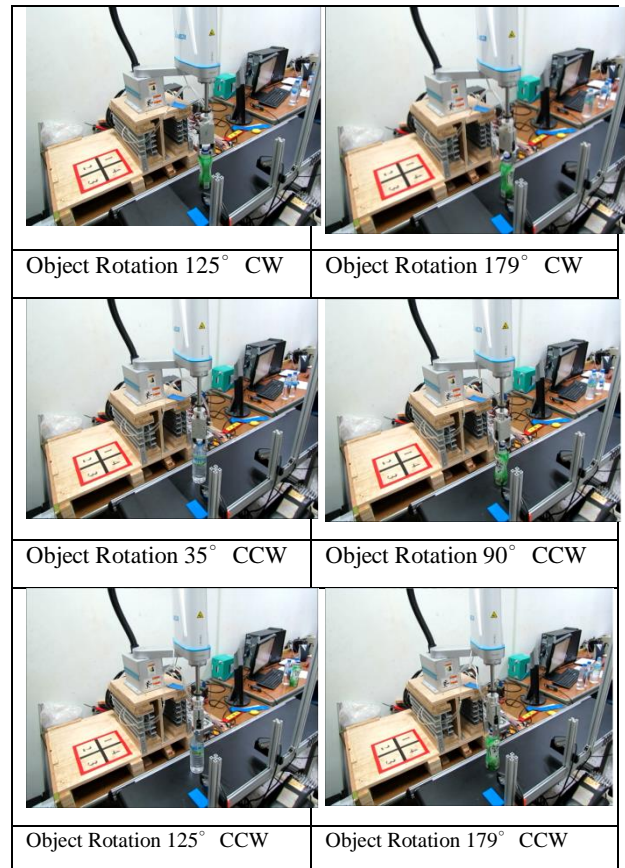 Object Rotation 125° CW
Object Rotation 179° CW
Object Rotation 35° CCW
Object Rotation 90° CCW
Object Rotation 125° CCW
Object Rotation 179° CCW